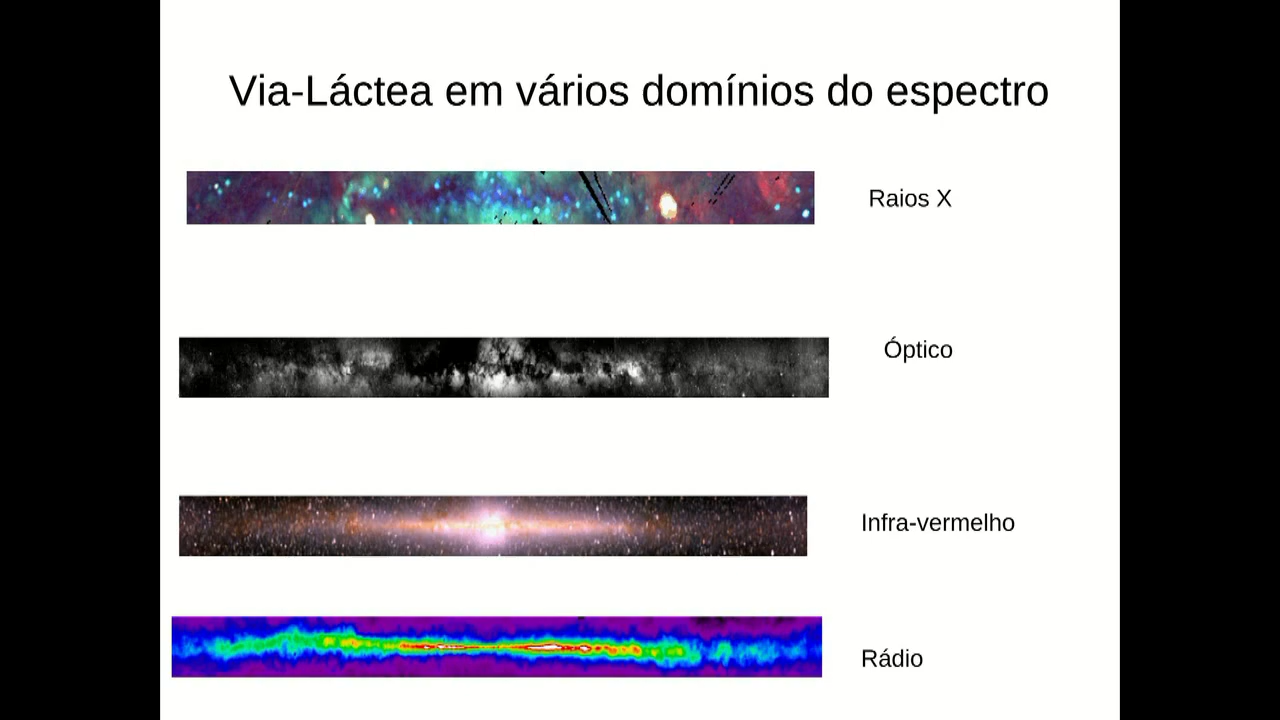 Via-Láctea em vários domínios do espectro
Raios X
Óptico
Infra-vermelho
Rádio